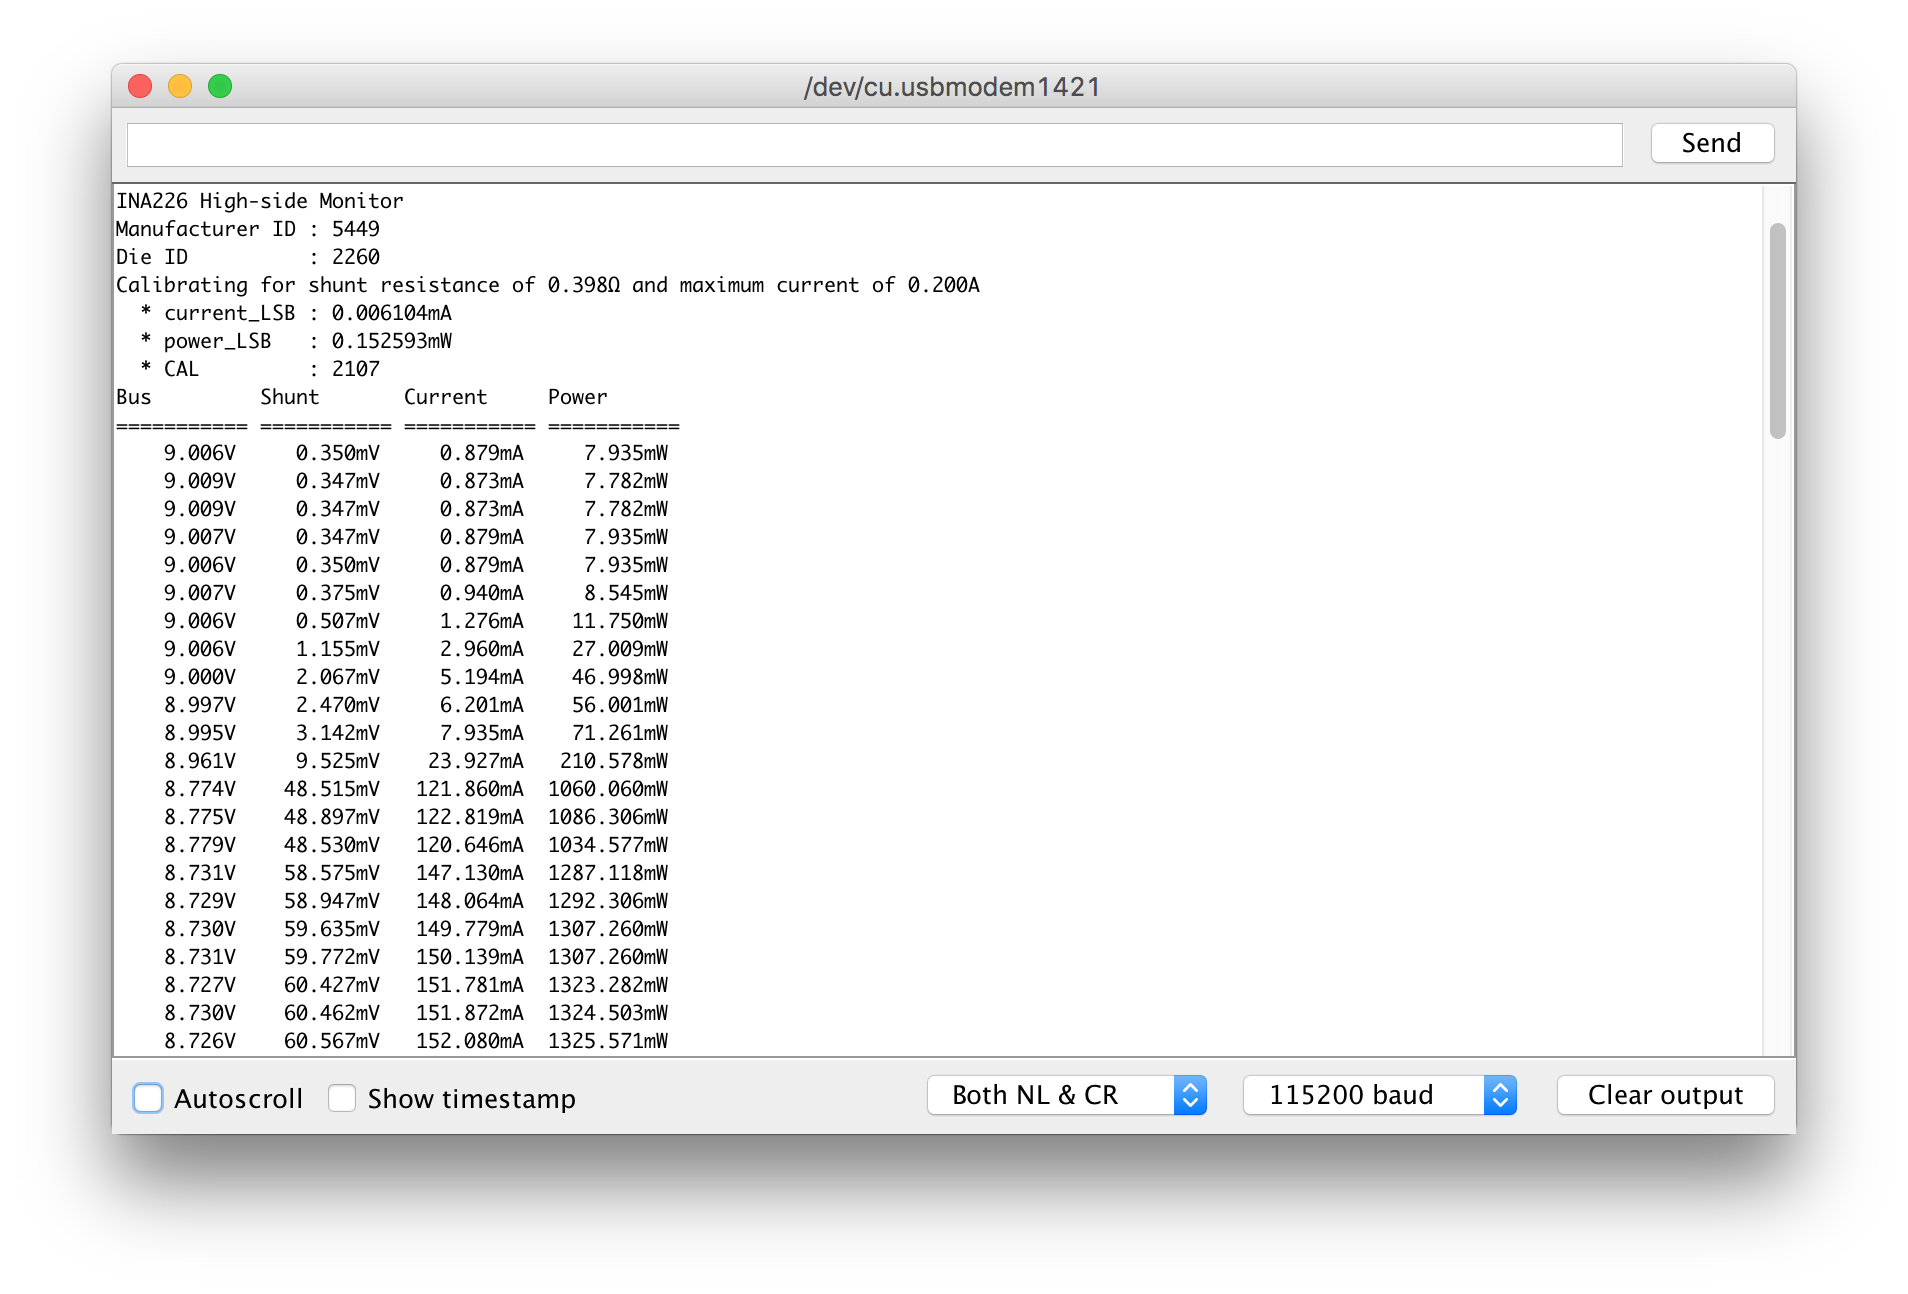 /dev/cu.usbmodem1421
Send
INA226 High-side Monitor
Manufacturer ID : 5449
Die ID          : 2260
Calibrating for shunt resistance of 0.398Ω and maximum current of 0.200A
  * current_LSB : 0.006104mA
  * power_LSB   : 0.152593mW
  * CAL         : 2107
Bus         Shunt       Current     Power
=========== =========== =========== ===========
    9.006V     0.350mV     0.879mA     7.935mW
    9.009V     0.347mV     0.873mA     7.782mW
    9.009V     0.347mV     0.873mA     7.782mW
    9.007V     0.347mV     0.879mA     7.935mW
    9.006V     0.350mV     0.879mA     7.935mW
    9.007V     0.375mV     0.940mA     8.545mW
    9.006V     0.507mV     1.276mA    11.750mW
    9.006V     1.155mV     2.960mA    27.009mW
    9.000V     2.067mV     5.194mA    46.998mW
    8.997V     2.470mV     6.201mA    56.001mW
    8.995V     3.142mV     7.935mA    71.261mW
    8.961V     9.525mV    23.927mA   210.578mW
    8.774V    48.515mV   121.860mA  1060.060mW
    8.775V    48.897mV   122.819mA  1086.306mW
    8.779V    48.530mV   120.646mA  1034.577mW
    8.731V    58.575mV   147.130mA  1287.118mW
    8.729V    58.947mV   148.064mA  1292.306mW
    8.730V    59.635mV   149.779mA  1307.260mW
    8.731V    59.772mV   150.139mA  1307.260mW
    8.727V    60.427mV   151.781mA  1323.282mW
    8.730V    60.462mV   151.872mA  1324.503mW
    8.726V    60.567mV   152.080mA  1325.571mW
Autoscroll Show timestamp Both NL & CR 115200 baud Clear output